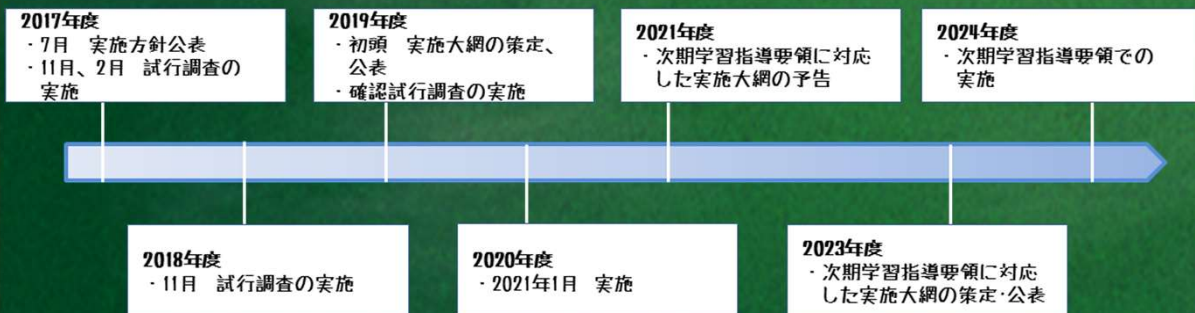 2017年度
・7月　実施方針公表
・11月、2月　試行調査の
実施
2019年度
・初頭　実施大綱の策定、
公表
・確認試行調査の実施
2021年度
・次期学習指導要領に対応
した実施大綱の予告
2024年度
・次期学習指導要領での
実施
2018年度
・11月　試行調査の実施
2020年度
・2021年1月　実施
2023年度
・次期学習指導要領に対応
した実施大綱の策定・公表